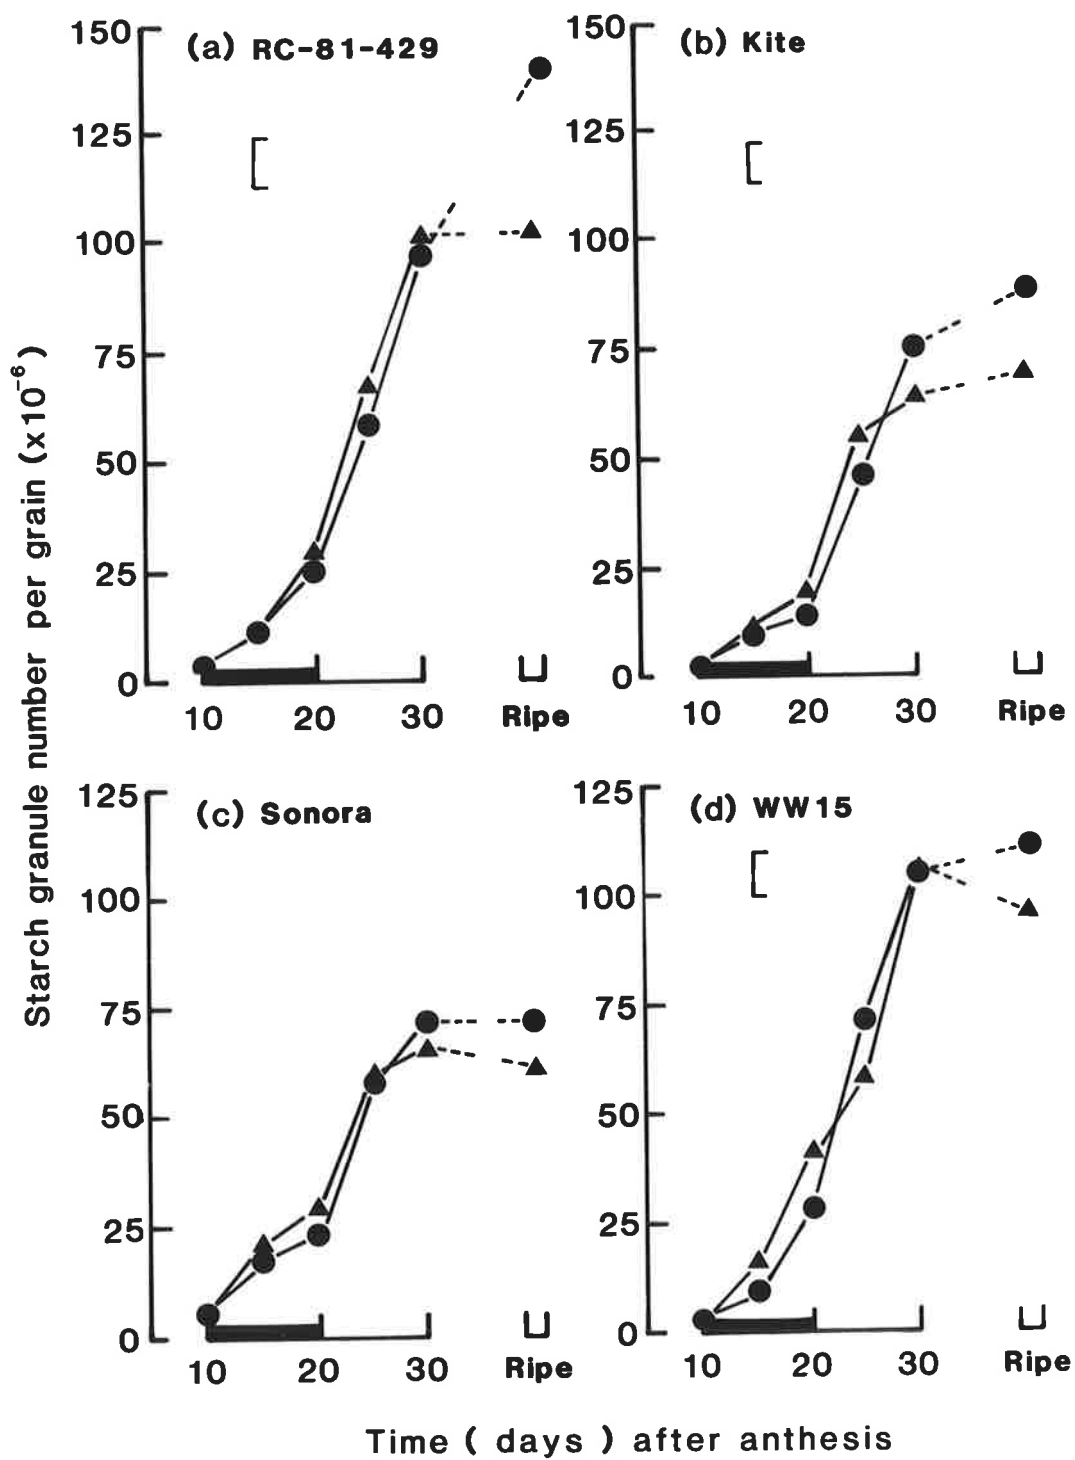 Starch granule number per grain (x10⁻⁶)
(a) RC-81-429
150
125
100
75
50
25
0
10 20 30 Ripe
(b) Kite
150
125
100
75
50
25
0
10 20 30 Ripe
(c) Sonora
125
100
75
50
25
0
10 20 30 Ripe
(d) WW15
125
100
75
50
25
0
10 20 30 Ripe
Time ( days ) after anthesis